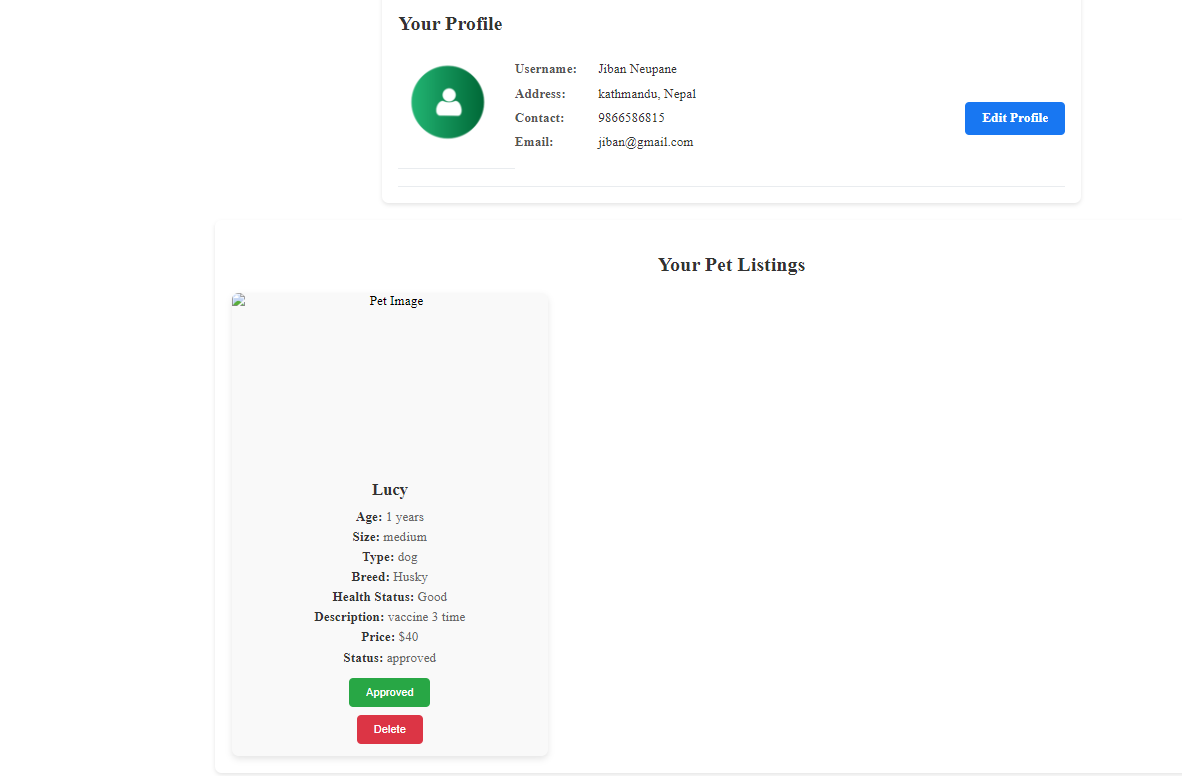 Your Profile
Username: Jiban Neupane
Address: kathmandu, Nepal
Contact: 9866586815
Email: jiban@gmail.com
Edit Profile
Your Pet Listings
Pet Image
Lucy
Age: 1 years
Size: medium
Type: dog
Breed: Husky
Health Status: Good
Description: vaccine 3 time
Price: $40
Status: approved
Approved
Delete